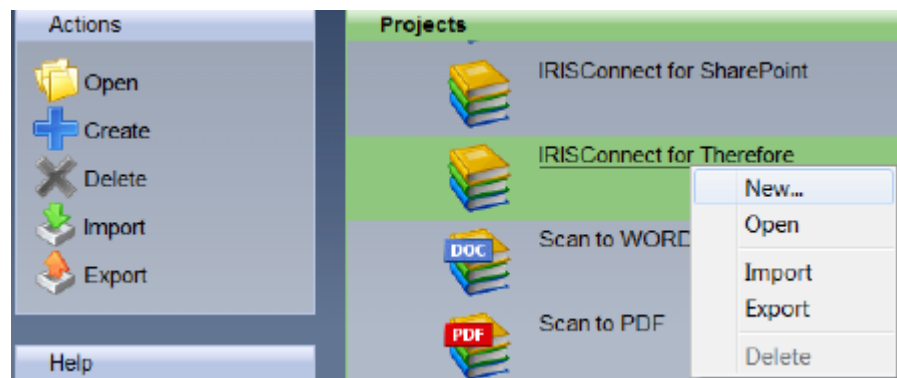 Actions
Open
Create
Delete
Import
Export
Help
Projects
IRISConnect for SharePoint
IRISConnect for Therefore
New...
Open
Import
Export
Delete
DOC
Scan to WORD
PDF
Scan to PDF